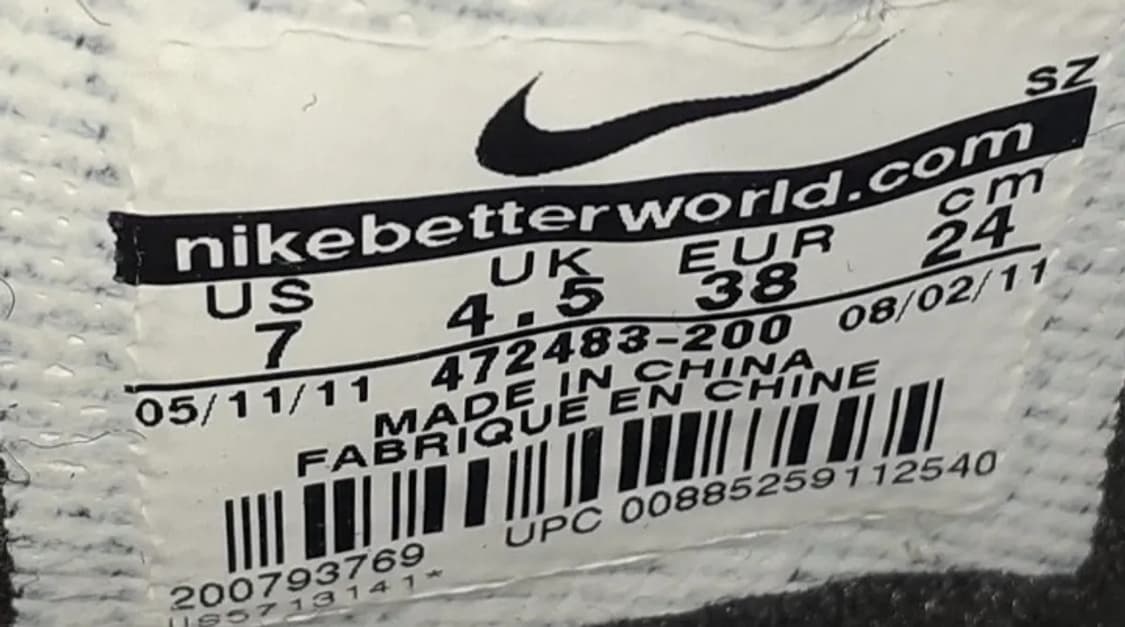 SZ
nikebetterworld.com
US UK EUR cm
7 4.5 38 24
05/11/11 472483-200 08/02/11
MADE IN CHINA
FABRIQUE EN CHINE
UPC 00885259112540
200793769
US5713141*